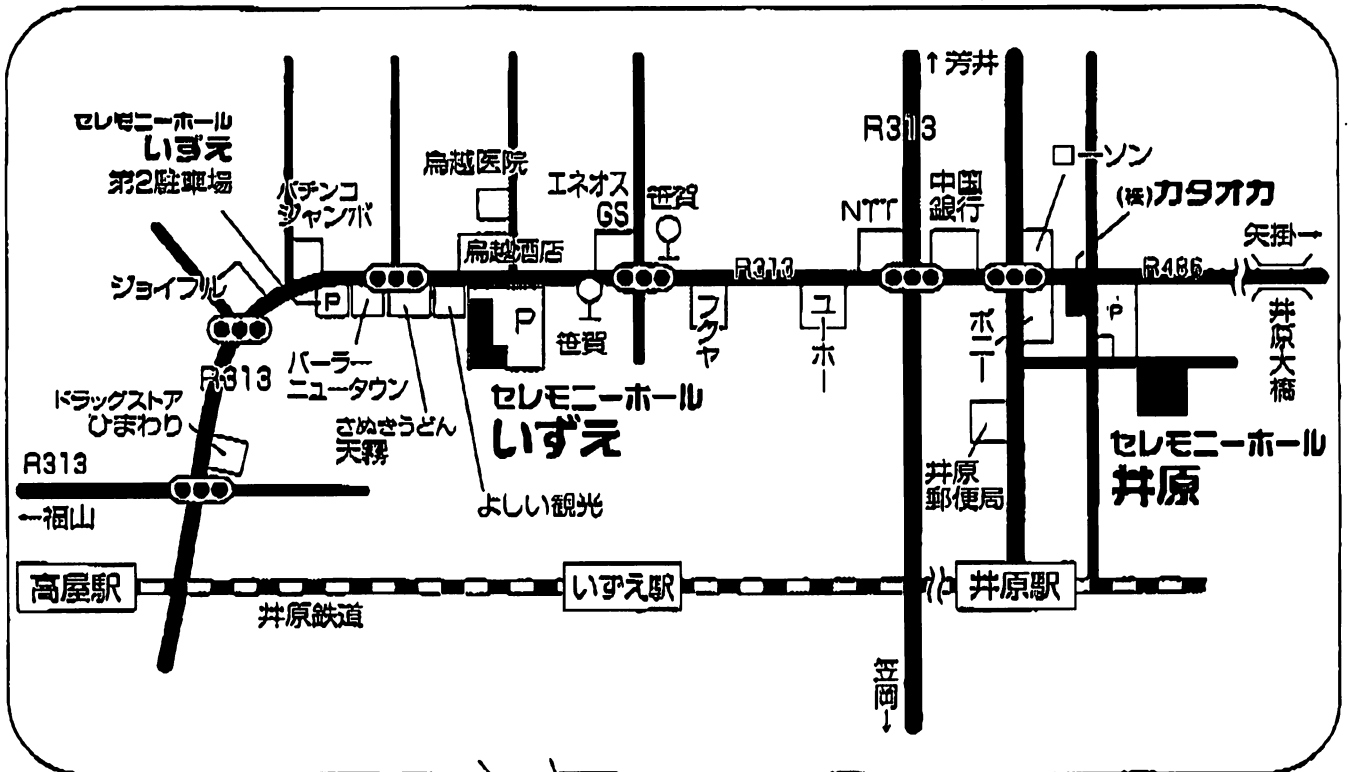 ↑芳井
R313
セレモニーホール
いずえ
第2駐車場
パチンコ
ジャンボ
鳥越医院
鳥越酒店
エネオス
GS
笹賀
NTT
中国
銀行
ローソン
(株)カタオカ
矢掛→
ジョイフル
P
R313
R486
P
笹賀
フクヤ
ユーホー
ポニー
P
井原大橋
R313
パーラー
ニュータウン
さぬきうどん
天霧
よしい観光
セレモニーホール
いずえ
ドラッグストア
ひまわり
R313
←福山
井原
郵便局
セレモニーホール
井原
高屋駅
井原鉄道
いずえ駅
井原駅
笠岡↓